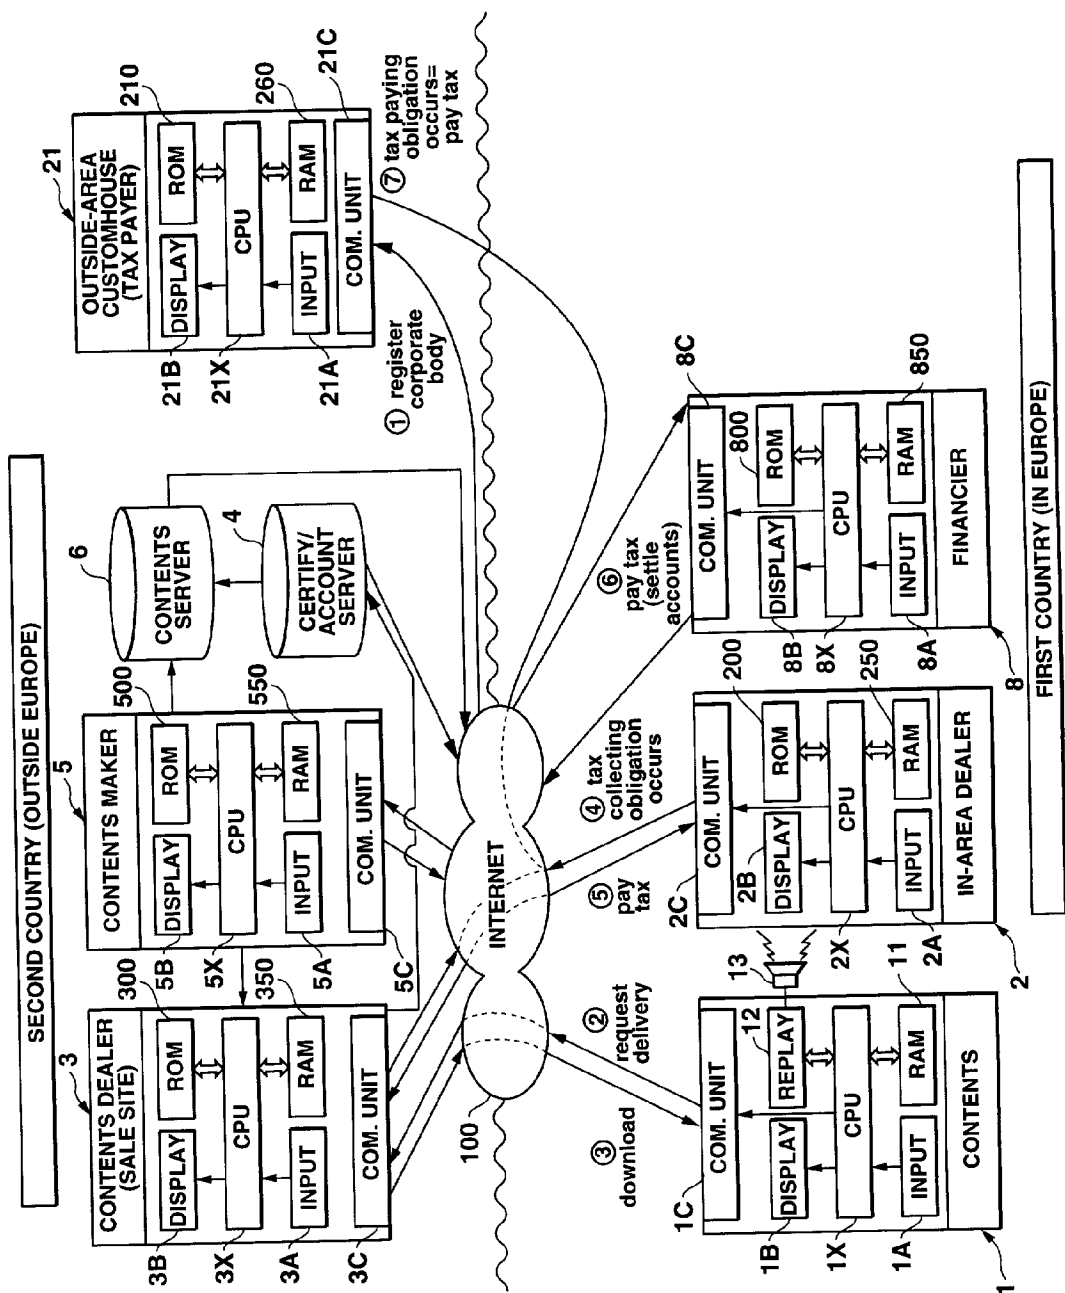 SECOND COUNTRY (OUTSIDE EUROPE)
3
CONTENTS DEALER
(SALE SITE)
300
3B
DISPLAY
ROM
3X
CPU
350
3A
INPUT
RAM
3C
COM. UNIT
5
CONTENTS MAKER
500
5B
DISPLAY
ROM
5X
CPU
550
5A
INPUT
RAM
5C
COM. UNIT
6
CONTENTS
SERVER
4
CERTIFY/
ACCOUNT
SERVER
21
OUTSIDE-AREA
CUSTOMHOUSE
(TAX PAYER)
210
21B
DISPLAY
ROM
21X
CPU
260
21A
INPUT
RAM
21C
COM. UNIT
① register
corporate
body
⑦ tax paying
obligation
occurs=
pay tax
100
INTERNET
③
download
②
request
delivery
⑤
pay
tax
④ tax
collecting
obligation
occurs
⑥
pay tax
(settle
accounts)
1C
COM. UNIT
12
1B
DISPLAY
REPLAY
13
1X
CPU
11
1A
INPUT
RAM
CONTENTS
1
2C
COM. UNIT
200
2B
DISPLAY
ROM
2X
CPU
250
2A
INPUT
RAM
IN-AREA DEALER
2
8C
COM. UNIT
800
8B
DISPLAY
ROM
8X
CPU
850
8A
INPUT
RAM
FINANCIER
8
FIRST COUNTRY (IN EUROPE)